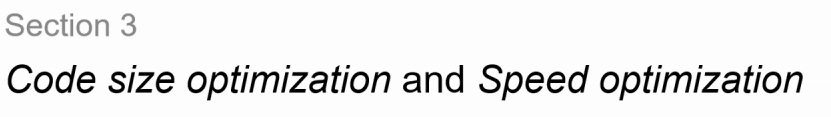 Section 3
Code size optimization and Speed optimization